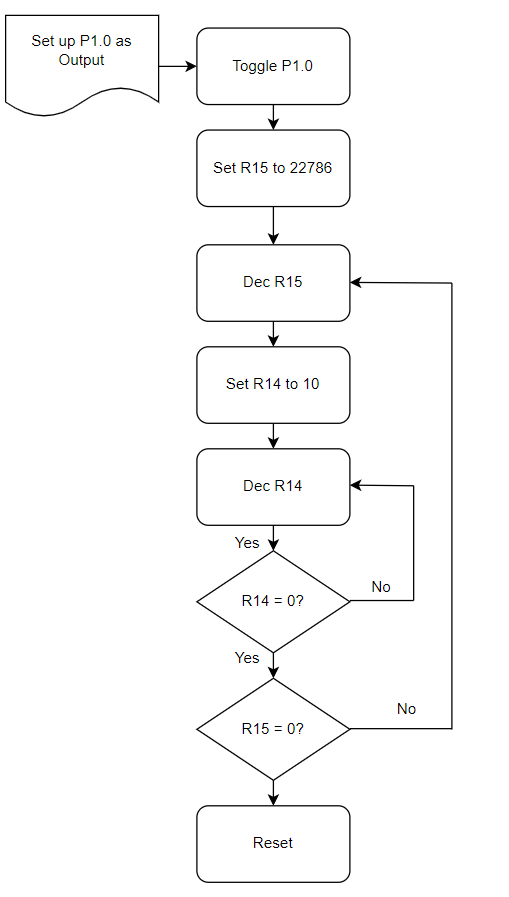 Set up P1.0 as
Output
Toggle P1.0
Set R15 to 22786
Dec R15
Set R14 to 10
Dec R14
Yes
R14 = 0?
No
Yes
R15 = 0?
No
Reset